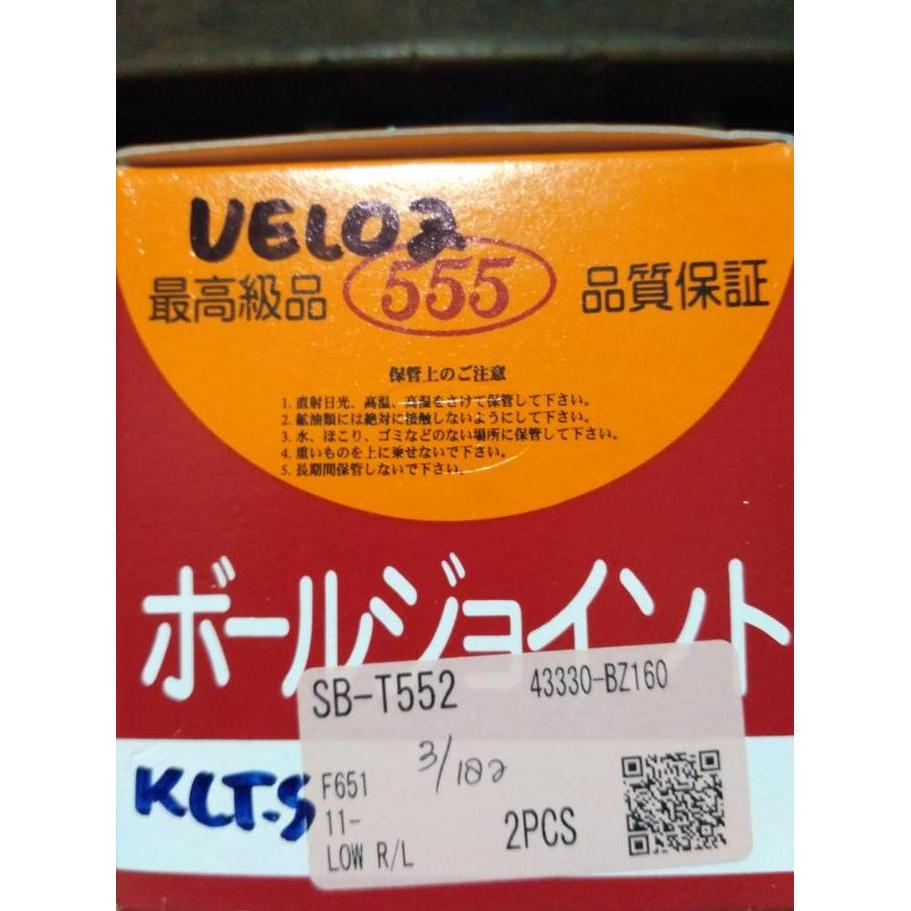 VELOZ
最高級品 555 品質保証
保管上のご注意
1. 直射日光、高温、高湿をさけて保管して下さい。
2. 鉱油類には絶対に接触しないようにして下さい。
3. 水、ほこり、ゴミなどのない場所に保管して下さい。
4. 重いものを上に乗せないで下さい。
5. 長期間保管しないで下さい。
ボールジョイント
SB-T552 43330-BZ160
3/182
KLT-S
F651
11-
LOW R/L 2PCS